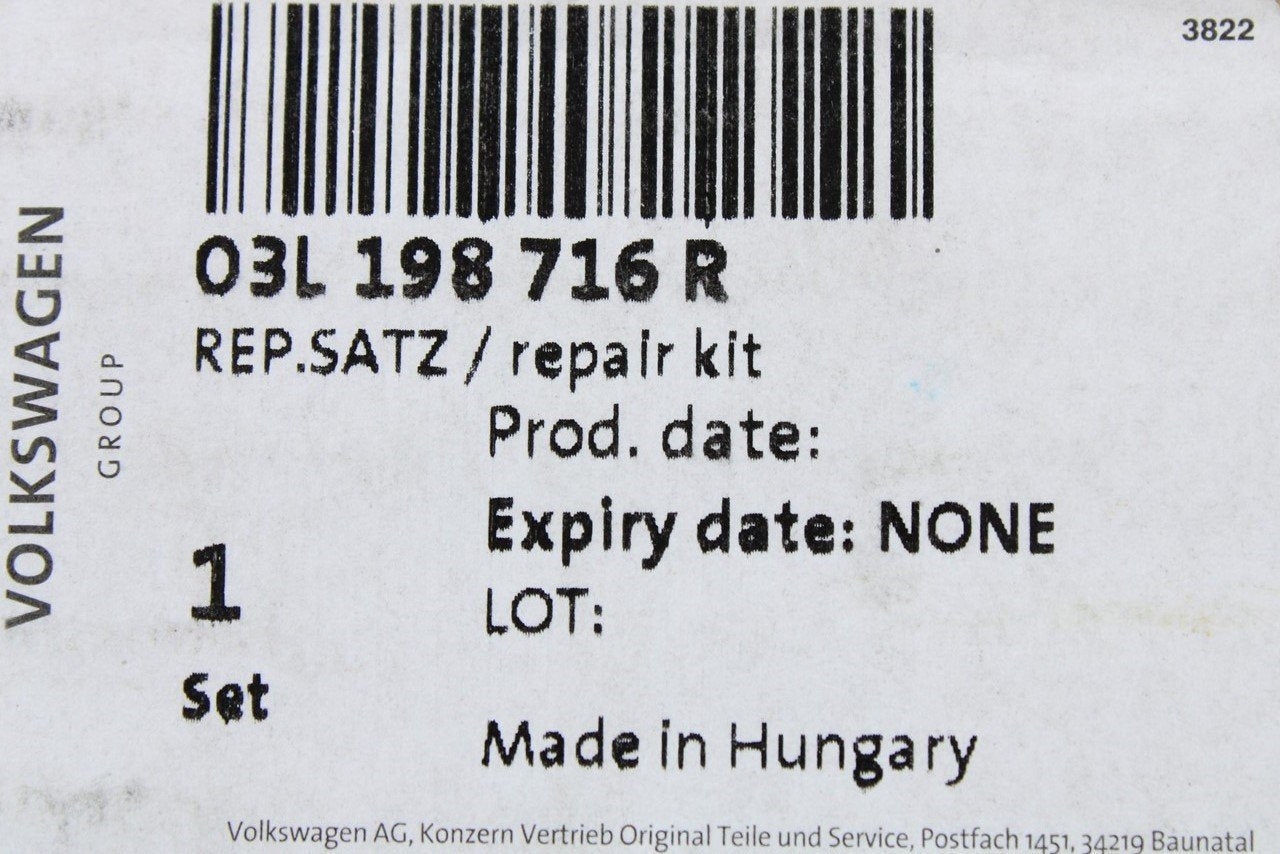 3822
03L 198 716 R
REP.SATZ / repair kit
Prod. date:
Expiry date: NONE
LOT:
1
Set
Made in Hungary
VOLKSWAGEN
GROUP
Volkswagen AG, Konzern Vertrieb Original Teile und Service, Postfach 1451, 34219 Baunatal